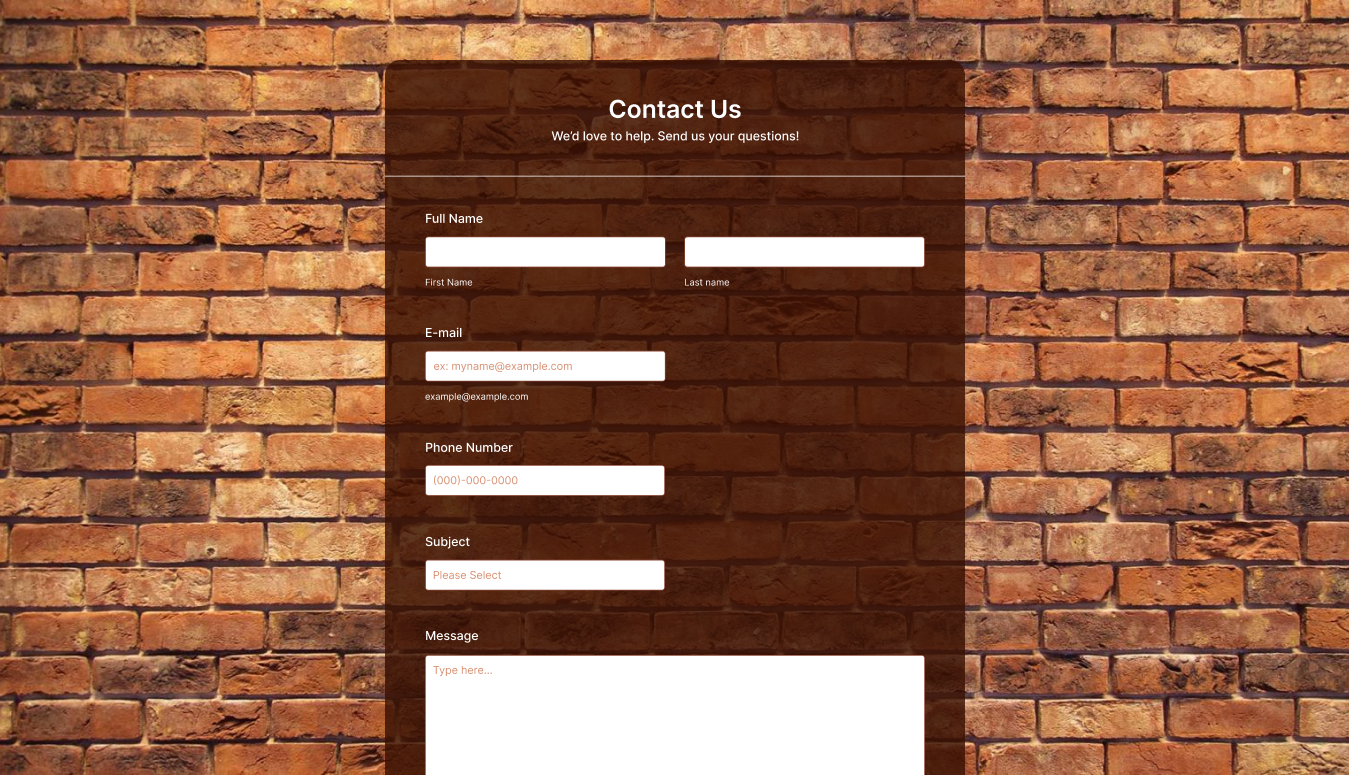 Contact Us
We'd love to help. Send us your questions!
Full Name
First Name
Last name
E-mail
ex: myname@example.com
example@example.com
Phone Number
(000)-000-0000
Subject
Please Select
Message
Type here...